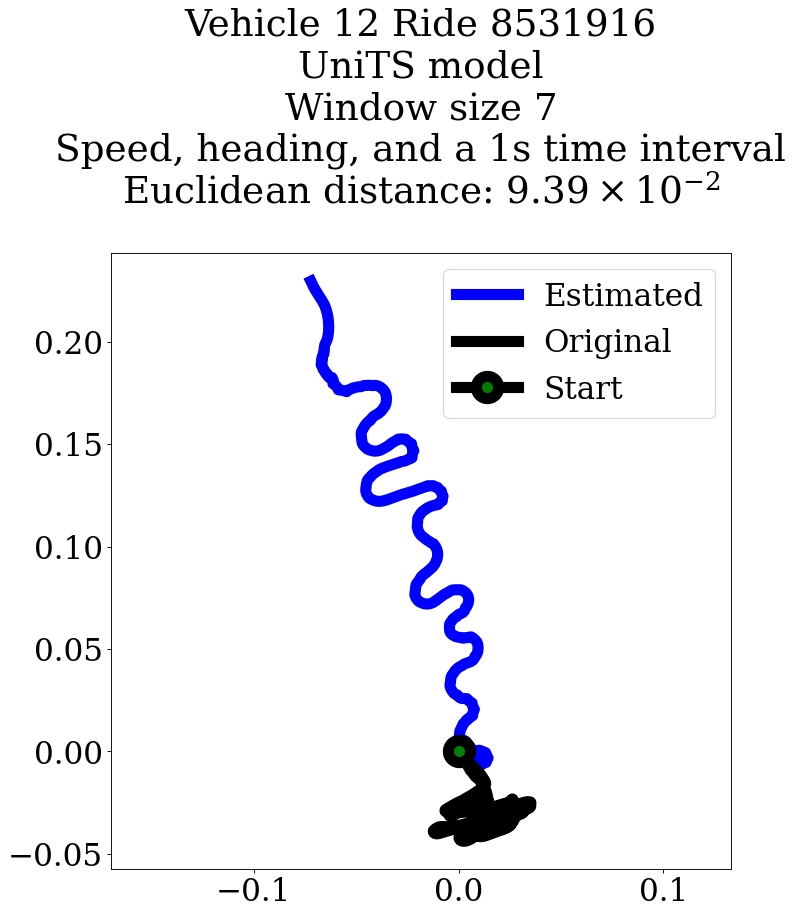 Vehicle 12 Ride 8531916
UniTS model
Window size 7
Speed, heading, and a 1s time interval
Euclidean distance: 9.39 × 10⁻²
Estimated
Original
Start
0.20
0.15
0.10
0.05
0.00
−0.05
−0.1 0.0 0.1